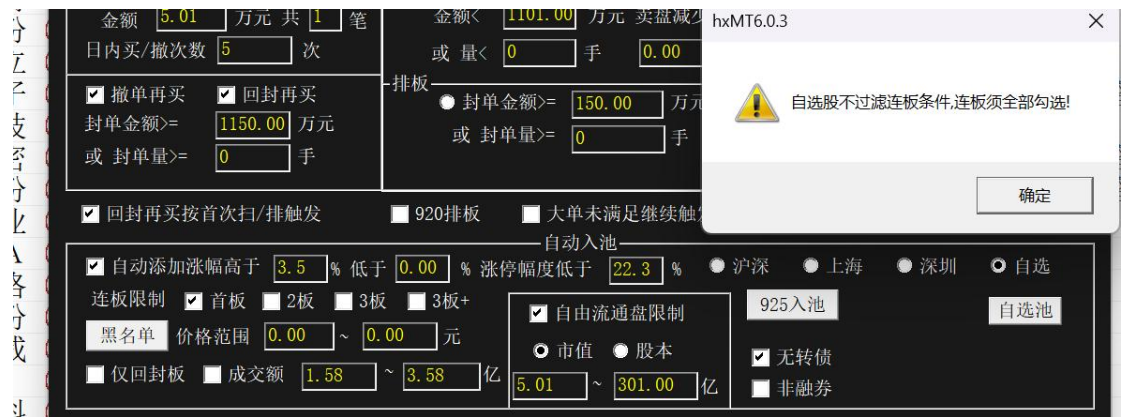 金额 5.01 万元 共 1 笔
金额< 1101.00 万元 卖盘减少
日内买/撤次数 5 次
或 量< 0 手 0.00
撤单再买 回封再买
封单金额>= 1150.00 万元
或 封单量>= 0 手
排板
封单金额>= 150.00 万元
或 封单量>= 0 手
hxMT6.0.3
自选股不过滤连板条件,连板须全部勾选!
确定
回封再买按首次扫/排触发 920排板 大单未满足继续触
自动入池
自动添加涨幅高于 3.5 % 低于 0.00 % 涨停幅度低于 22.3 % 沪深 上海 深圳 自选
连板限制 首板 2板 3板 3板+
黑名单 价格范围 0.00 ~ 0.00 元
仅回封板 成交额 1.58 ~ 3.58 亿
自由流通盘限制
市值 股本
5.01 ~ 301.00 亿
925入池
自选池
无转债
非融券